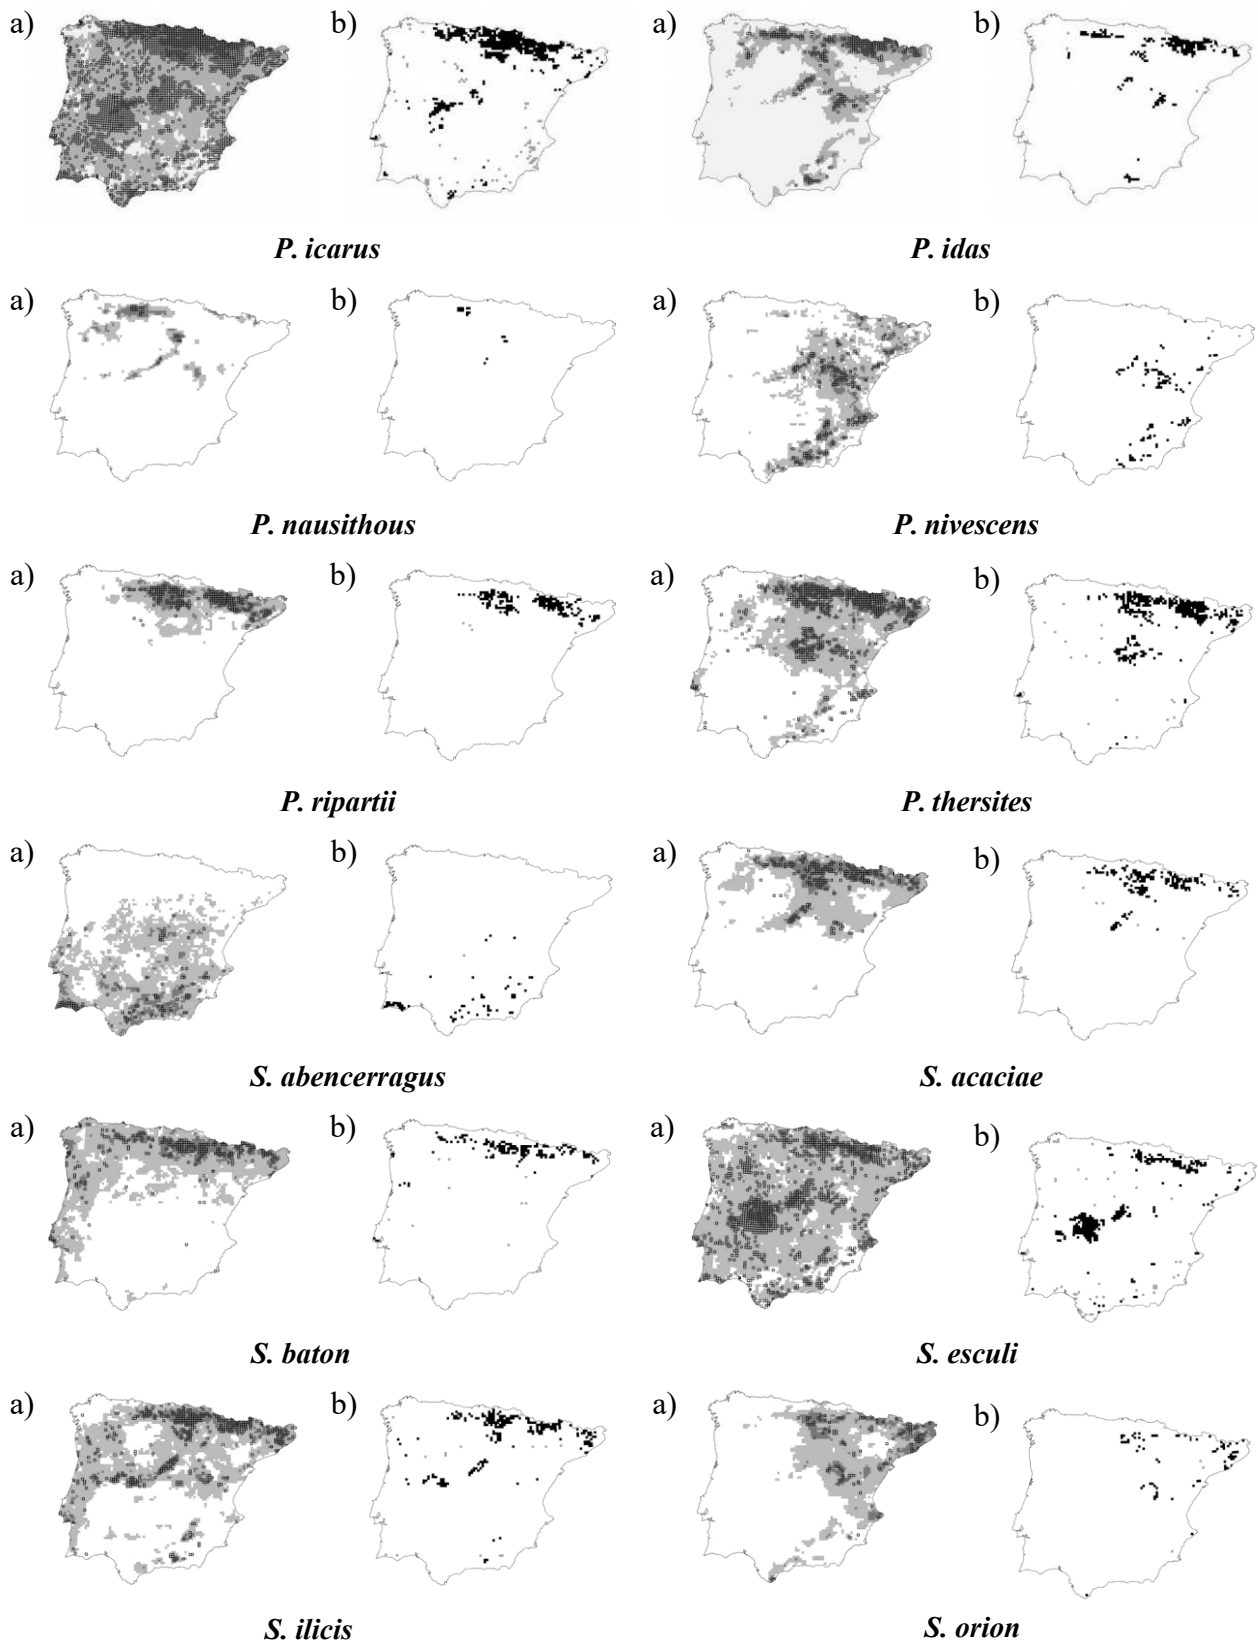 a) b) a) b)
P. icarus P. idas
a) b) a) b)
P. nausithous P. nivescens
a) b) a) b)
P. ripartii P. thersites
a) b) a) b)
S. abencerragus S. acaciae
a) b) a) b)
S. baton S. esculi
a) b) a) b)
S. ilicis S. orion